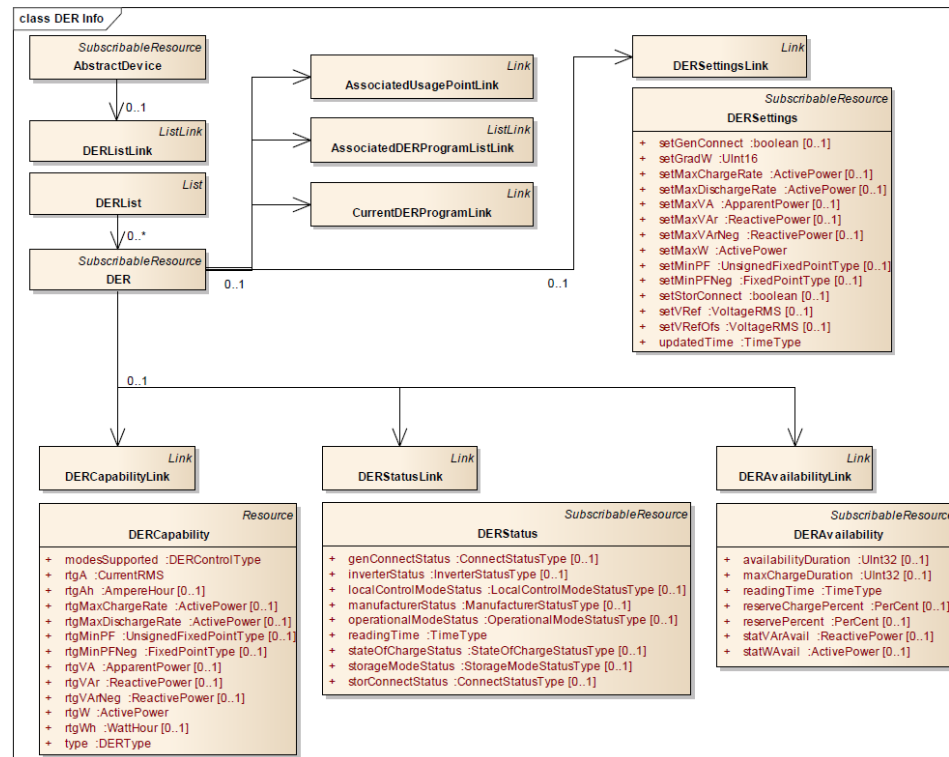 class DER Info
SubscribableResource
AbstractDevice
0..1
ListLink
DERListLink
List
DERList
0..*
SubscribableResource
DER
Link
AssociatedUsagePointLink
ListLink
AssociatedDERProgramListLink
Link
CurrentDERProgramLink
0..1
0..1
Link
DERSettingsLink
SubscribableResource
DERSettings
+ setGenConnect :boolean [0..1]
+ setGradW :UInt16
+ setMaxChargeRate :ActivePower [0..1]
+ setMaxDischargeRate :ActivePower [0..1]
+ setMaxVA :ApparentPower [0..1]
+ setMaxVAr :ReactivePower [0..1]
+ setMaxVArNeg :ReactivePower [0..1]
+ setMaxW :ActivePower
+ setMinPF :UnsignedFixedPointType [0..1]
+ setMinPFNeg :FixedPointType [0..1]
+ setStorConnect :boolean [0..1]
+ setVRef :VoltageRMS [0..1]
+ setVRefOfs :VoltageRMS [0..1]
+ updatedTime :TimeType
0..1
Link
DERCapabilityLink
Resource
DERCapability
+ modesSupported :DERControlType
+ rtgA :CurrentRMS
+ rtgAh :AmpereHour [0..1]
+ rtgMaxChargeRate :ActivePower [0..1]
+ rtgMaxDischargeRate :ActivePower [0..1]
+ rtgMinPF :UnsignedFixedPointType [0..1]
+ rtgMinPFNeg :FixedPointType [0..1]
+ rtgVA :ApparentPower [0..1]
+ rtgVAr :ReactivePower [0..1]
+ rtgVArNeg :ReactivePower [0..1]
+ rtgW :ActivePower
+ rtgWh :WattHour [0..1]
+ type :DERType
Link
DERStatusLink
SubscribableResource
DERStatus
+ genConnectStatus :ConnectStatusType [0..1]
+ inverterStatus :InverterStatusType [0..1]
+ localControlModeStatus :LocalControlModeStatusType [0..1]
+ manufacturerStatus :ManufacturerStatusType [0..1]
+ operationalModeStatus :OperationalModeStatusType [0..1]
+ readingTime :TimeType
+ stateOfChargeStatus :StateOfChargeStatusType [0..1]
+ storageModeStatus :StorageModeStatusType [0..1]
+ storConnectStatus :ConnectStatusType [0..1]
Link
DERAvailabilityLink
SubscribableResource
DERAvailability
+ availabilityDuration :UInt32 [0..1]
+ maxChargeDuration :UInt32 [0..1]
+ readingTime :TimeType
+ reserveChargePercent :PerCent [0..1]
+ reservePercent :PerCent [0..1]
+ statVArAvail :ReactivePower [0..1]
+ statWAvail :ActivePower [0..1]